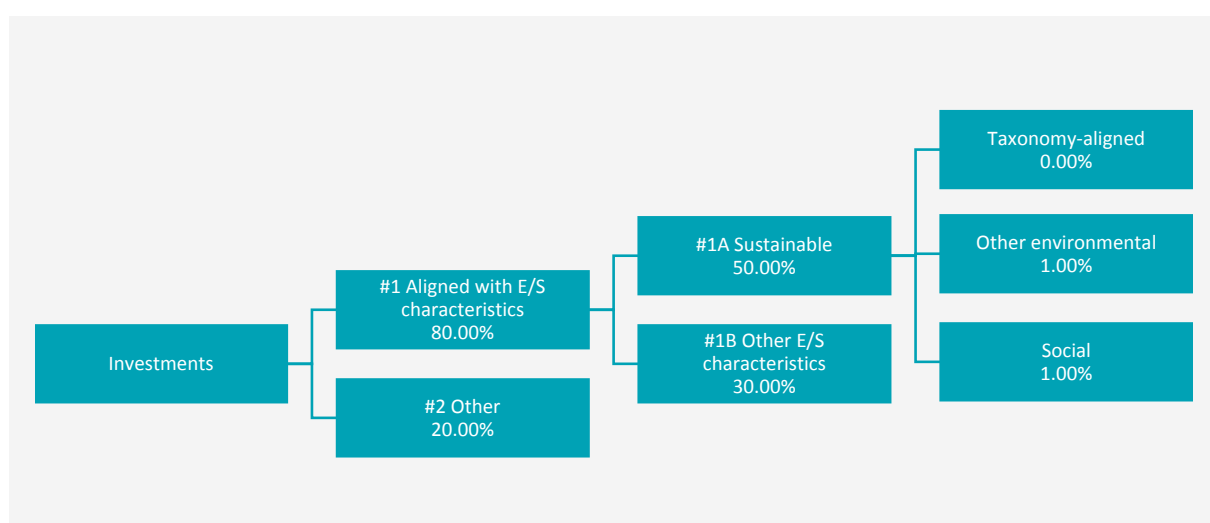 Investments
#1 Aligned with E/S
characteristics
80.00%
#2 Other
20.00%
#1A Sustainable
50.00%
#1B Other E/S
characteristics
30.00%
Taxonomy-aligned
0.00%
Other environmental
1.00%
Social
1.00%